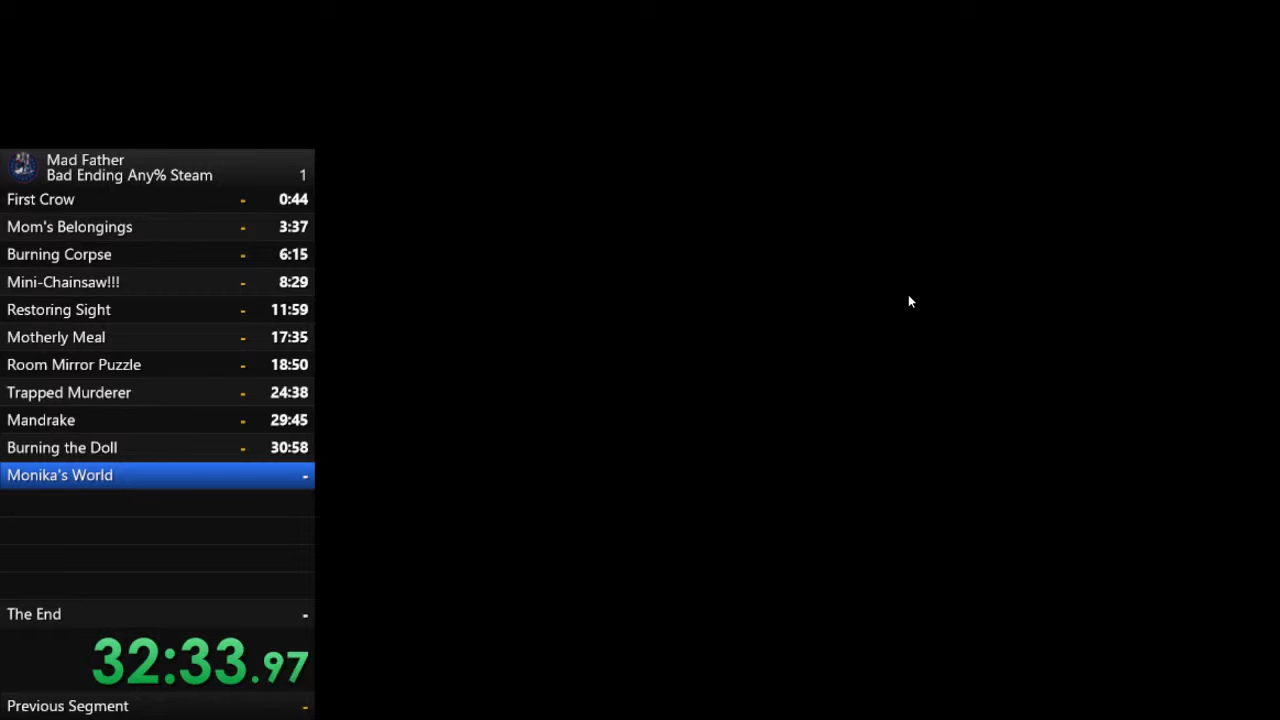 Mad Father
Bad Ending Any% Steam 1
First Crow - 0:44
Mom's Belongings - 3:37
Burning Corpse - 6:15
Mini-Chainsaw!!! - 8:29
Restoring Sight - 11:59
Motherly Meal - 17:35
Room Mirror Puzzle - 18:50
Trapped Murderer - 24:38
Mandrake - 29:45
Burning the Doll - 30:58
Monika's World -
The End -
32:33.97
Previous Segment -